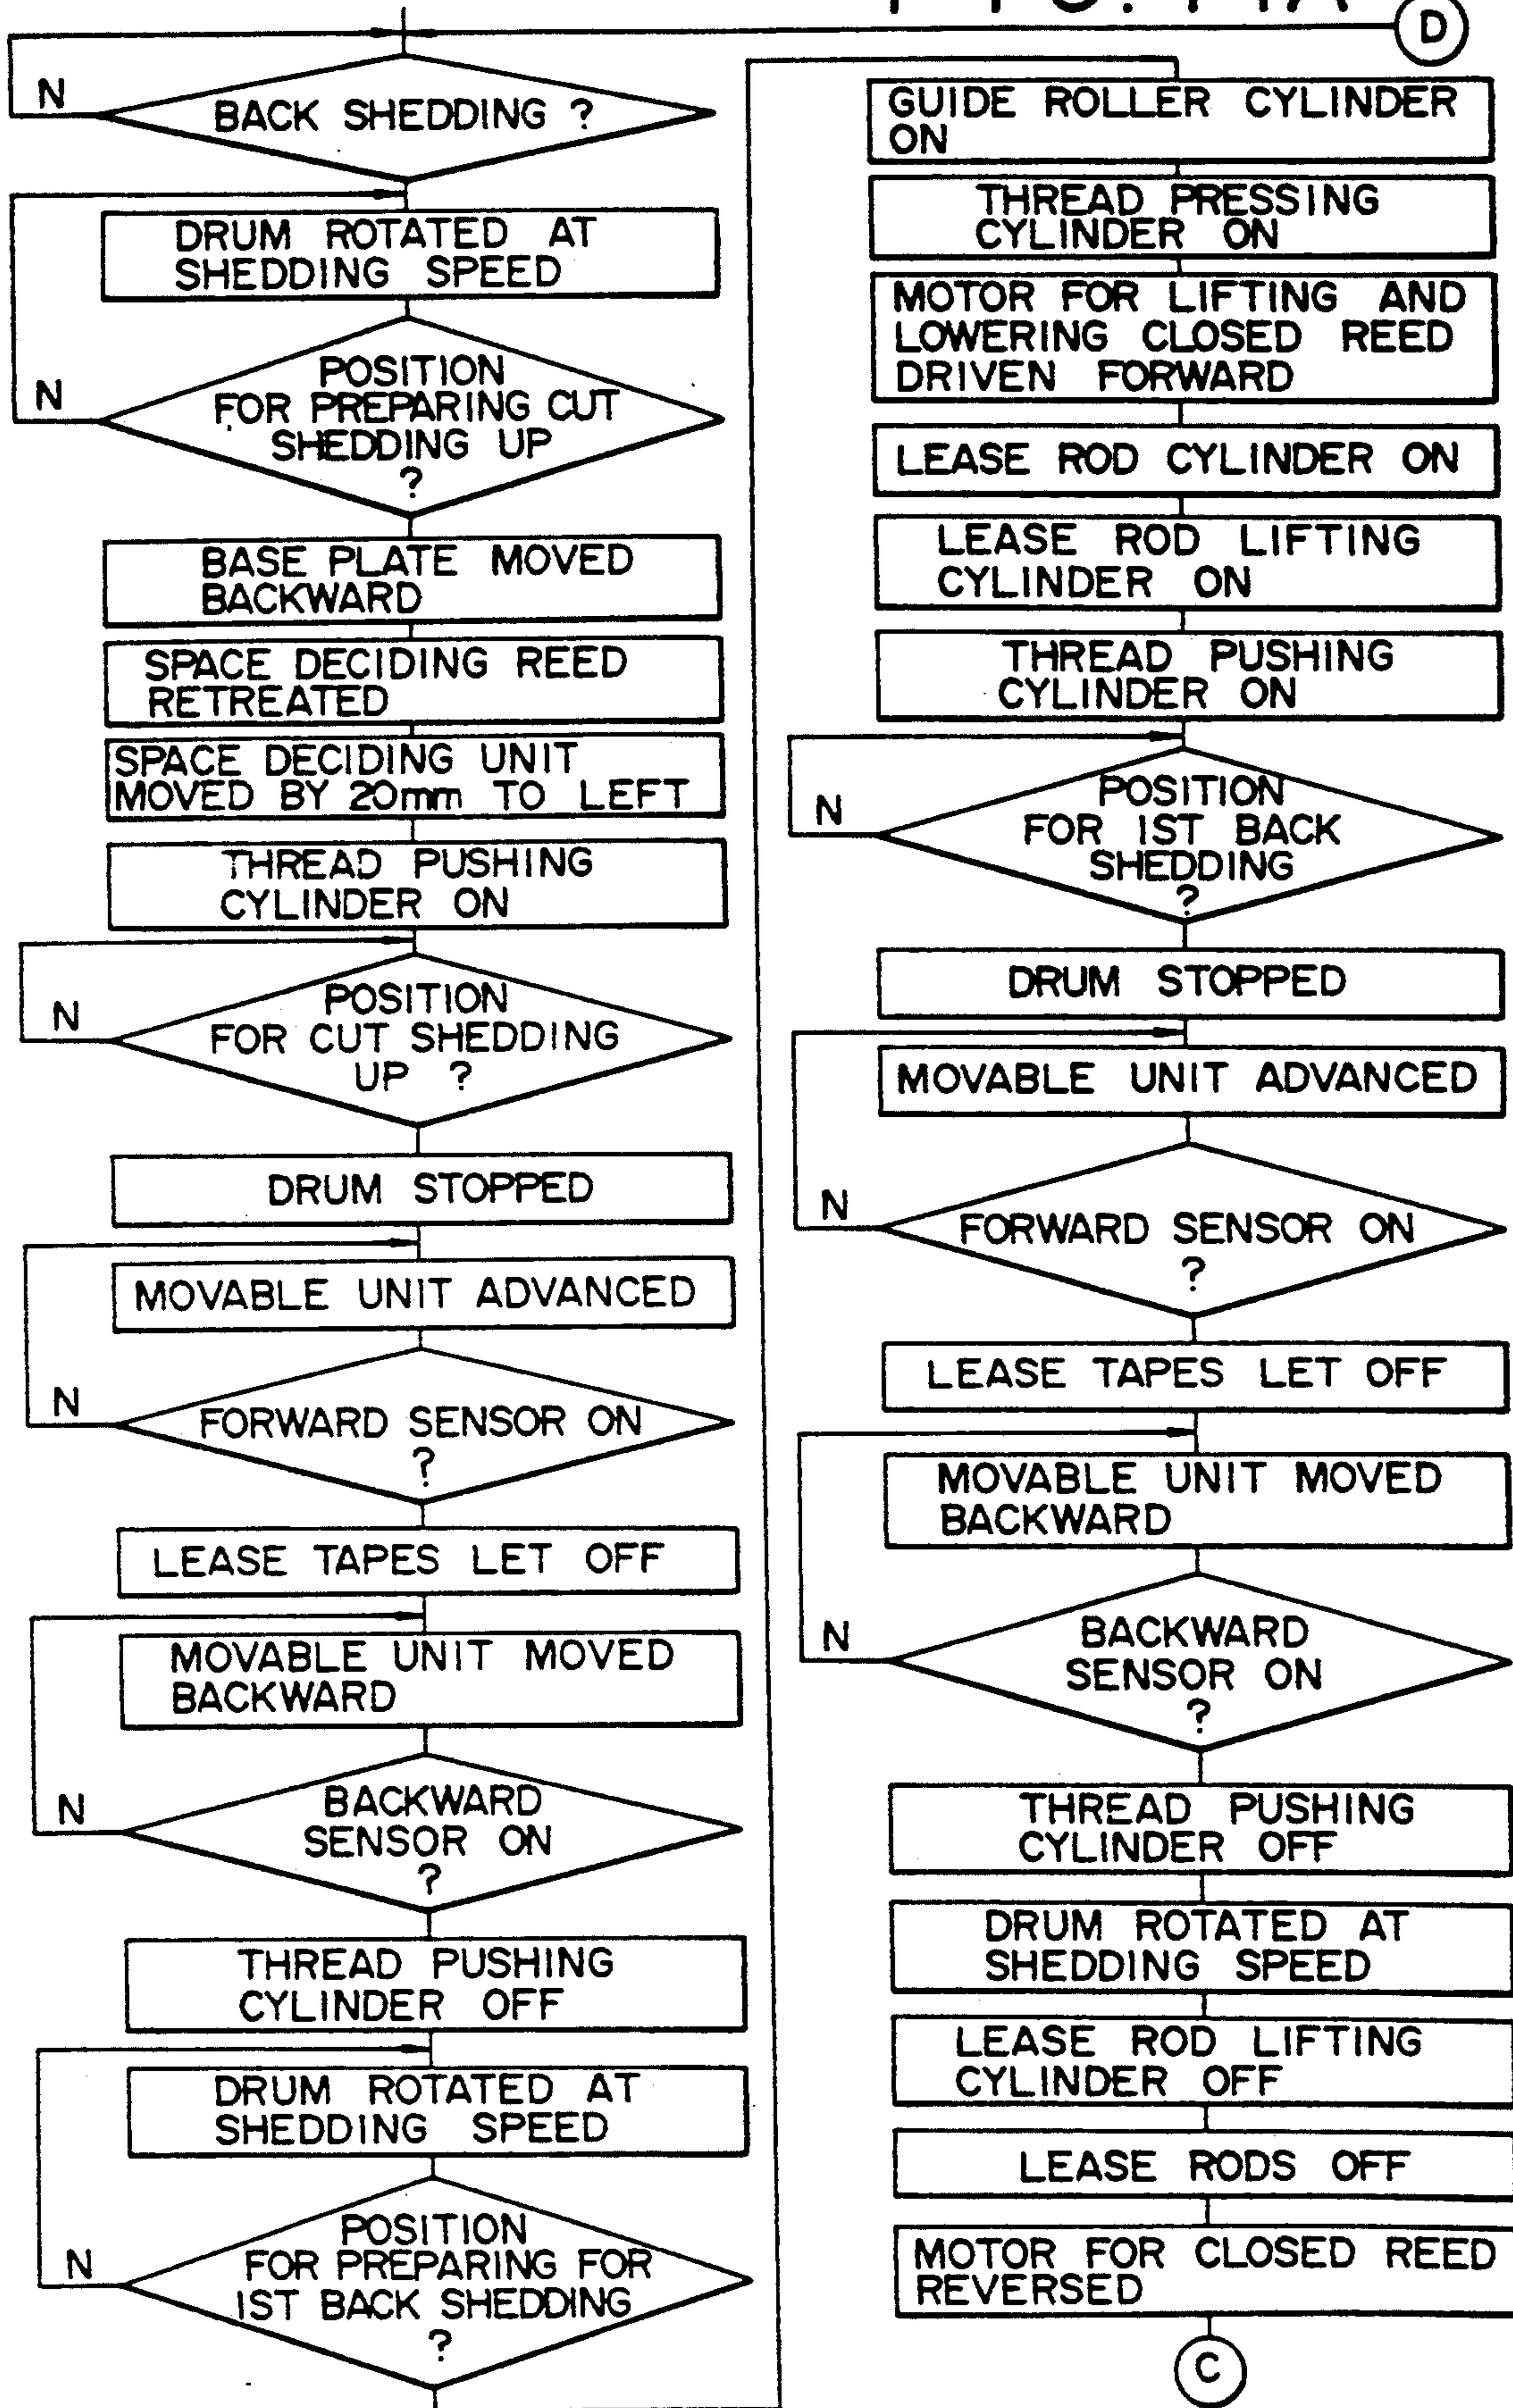 D
N
BACK SHEDDING ?
DRUM ROTATED AT
SHEDDING SPEED
POSITION
FOR PREPARING CUT
SHEDDING UP
?
N
BASE PLATE MOVED
BACKWARD
SPACE DECIDING REED
RETREATED
SPACE DECIDING UNIT
MOVED BY 20mm TO LEFT
THREAD PUSHING
CYLINDER ON
POSITION
FOR CUT SHEDDING
UP ?
N
DRUM STOPPED
MOVABLE UNIT ADVANCED
N
FORWARD SENSOR ON
?
LEASE TAPES LET OFF
MOVABLE UNIT MOVED
BACKWARD
N
BACKWARD
SENSOR ON
?
THREAD PUSHING
CYLINDER OFF
DRUM ROTATED AT
SHEDDING SPEED
POSITION
FOR PREPARING FOR
1ST BACK SHEDDING
?
N
GUIDE ROLLER CYLINDER
ON
THREAD PRESSING
CYLINDER ON
MOTOR FOR LIFTING AND
LOWERING CLOSED REED
DRIVEN FORWARD
LEASE ROD CYLINDER ON
LEASE ROD LIFTING
CYLINDER ON
THREAD PUSHING
CYLINDER ON
POSITION
FOR 1ST BACK
SHEDDING
?
N
DRUM STOPPED
MOVABLE UNIT ADVANCED
N
FORWARD SENSOR ON
?
LEASE TAPES LET OFF
MOVABLE UNIT MOVED
BACKWARD
N
BACKWARD
SENSOR ON
?
THREAD PUSHING
CYLINDER OFF
DRUM ROTATED AT
SHEDDING SPEED
LEASE ROD LIFTING
CYLINDER OFF
LEASE RODS OFF
MOTOR FOR CLOSED REED
REVERSED
C